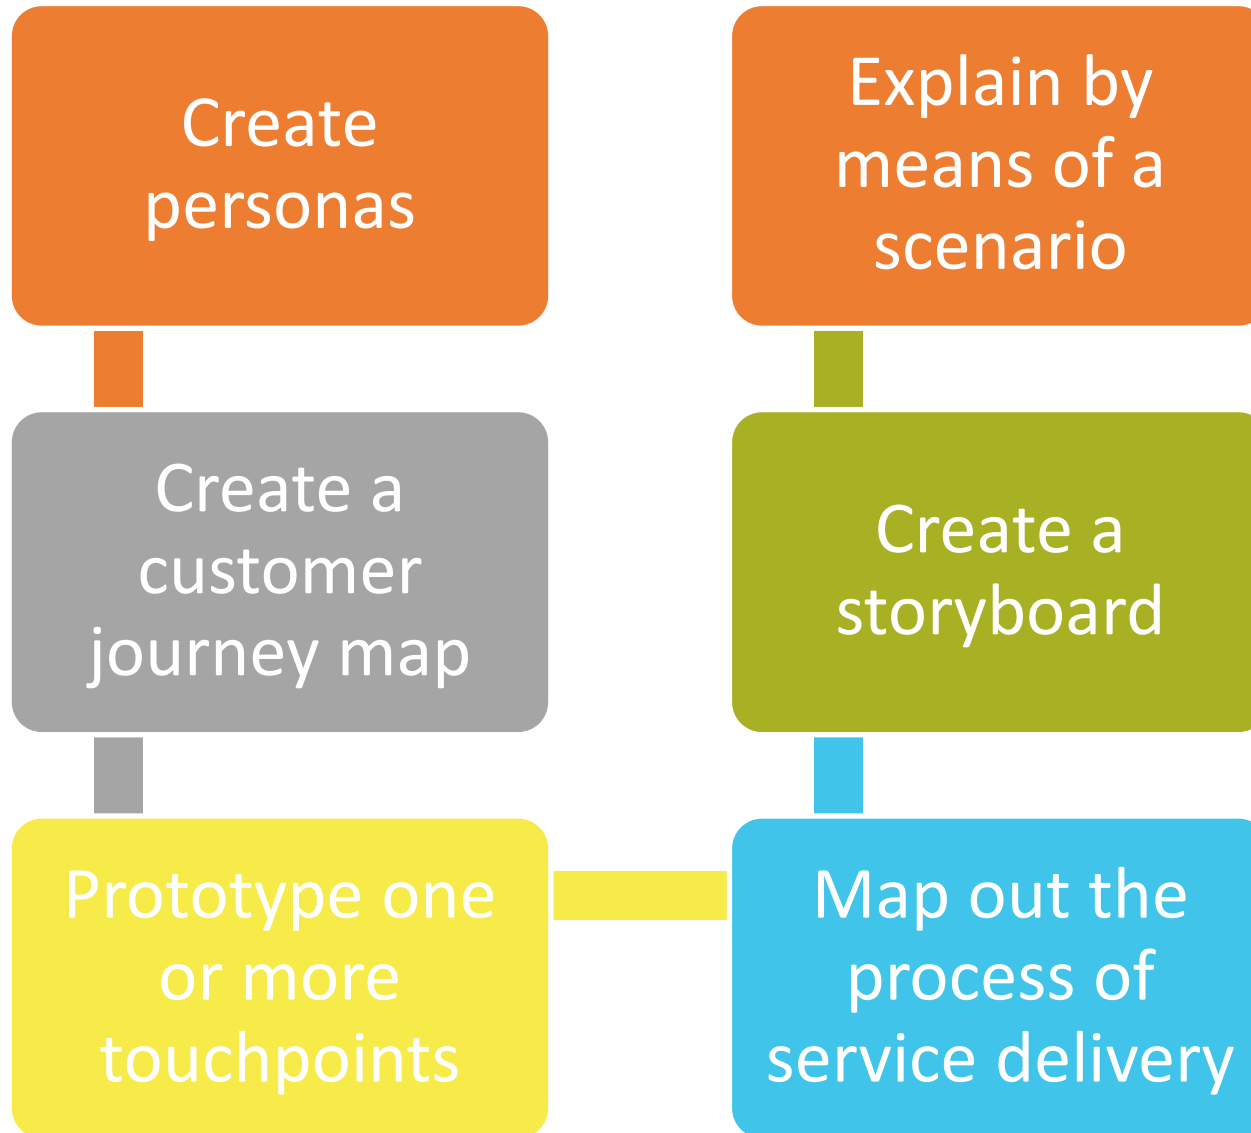 Create
personas
Create a
customer
journey map
Prototype one
or more
touchpoints
Map out the
process of
service delivery
Create a
storyboard
Explain by
means of a
scenario